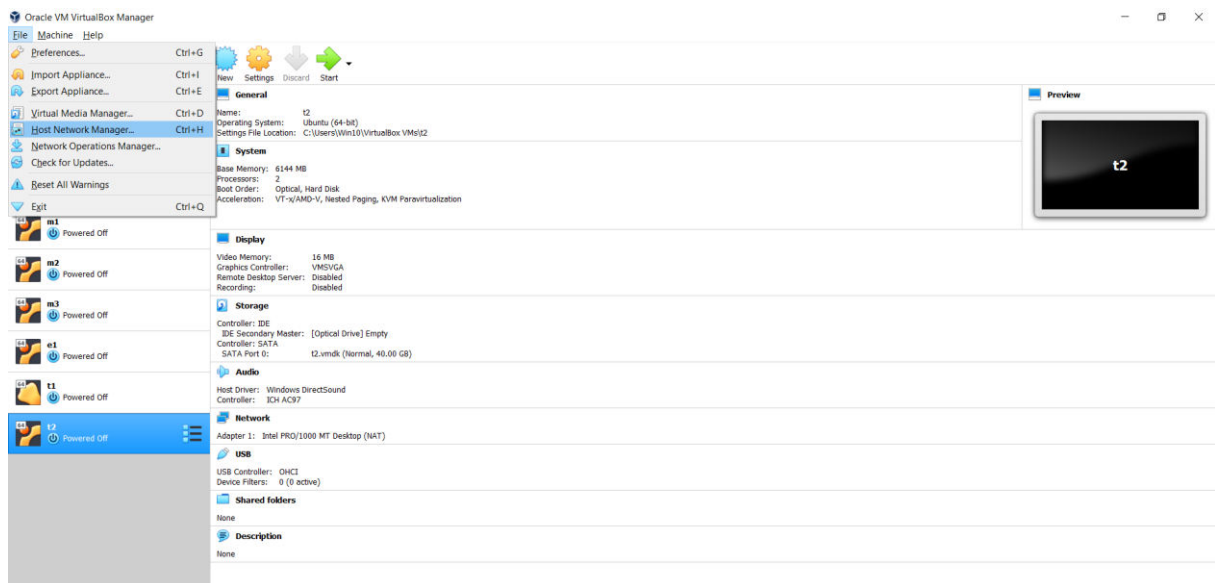 Oracle VM VirtualBox Manager
File Machine Help
Preferences... Ctrl+G
Import Appliance... Ctrl+I
Export Appliance... Ctrl+E
Virtual Media Manager... Ctrl+D
Host Network Manager... Ctrl+H
Network Operations Manager...
Check for Updates...
Reset All Warnings
Exit Ctrl+Q
64 m1
Powered Off
64 m2
Powered Off
64 m3
Powered Off
64 e1
Powered Off
64 t1
Powered Off
64 t2
Powered Off
New Settings Discard Start
General
Name: t2
Operating System: Ubuntu (64-bit)
Settings File Location: C:\Users\Win10\VirtualBox VMs\t2
System
Base Memory: 6144 MB
Processors: 2
Boot Order: Optical, Hard Disk
Acceleration: VT-x/AMD-V, Nested Paging, KVM Paravirtualization
Preview
t2
Display
Video Memory: 16 MB
Graphics Controller: VMSVGA
Remote Desktop Server: Disabled
Recording: Disabled
Storage
Controller: IDE
IDE Secondary Master: [Optical Drive] Empty
Controller: SATA
SATA Port 0: t2.vmdk (Normal, 40.00 GB)
Audio
Host Driver: Windows DirectSound
Controller: ICH AC97
Network
Adapter 1: Intel PRO/1000 MT Desktop (NAT)
USB
USB Controller: OHCI
Device Filters: 0 (0 active)
Shared folders
None
Description
None